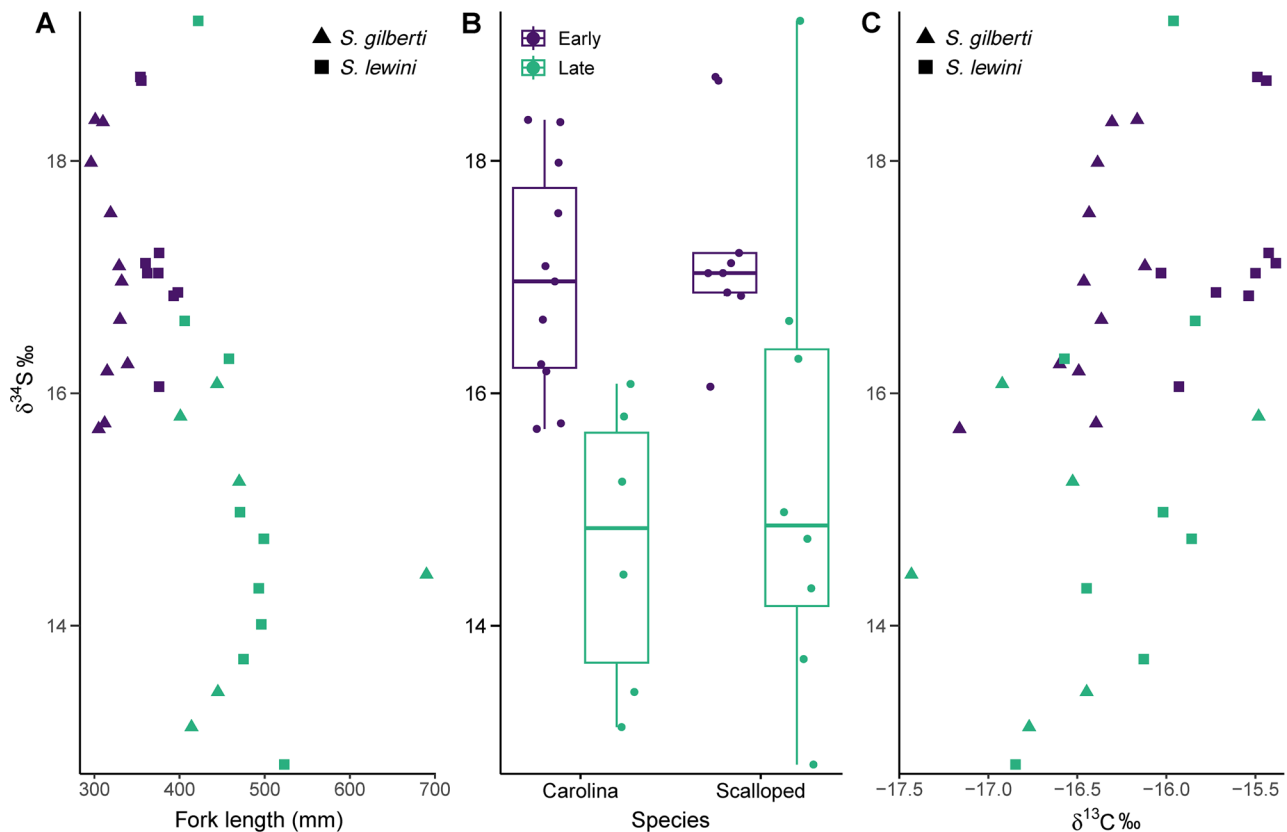 A
S. gilberti
S. lewini
18
16
14
δ34S ‰
300 400 500 600 700
Fork length (mm)
B
Early
Late
18
16
14
Carolina Scalloped
Species
C
S. gilberti
S. lewini
18
16
14
−17.5 −17.0 −16.5 −16.0 −15.5
δ13C ‰